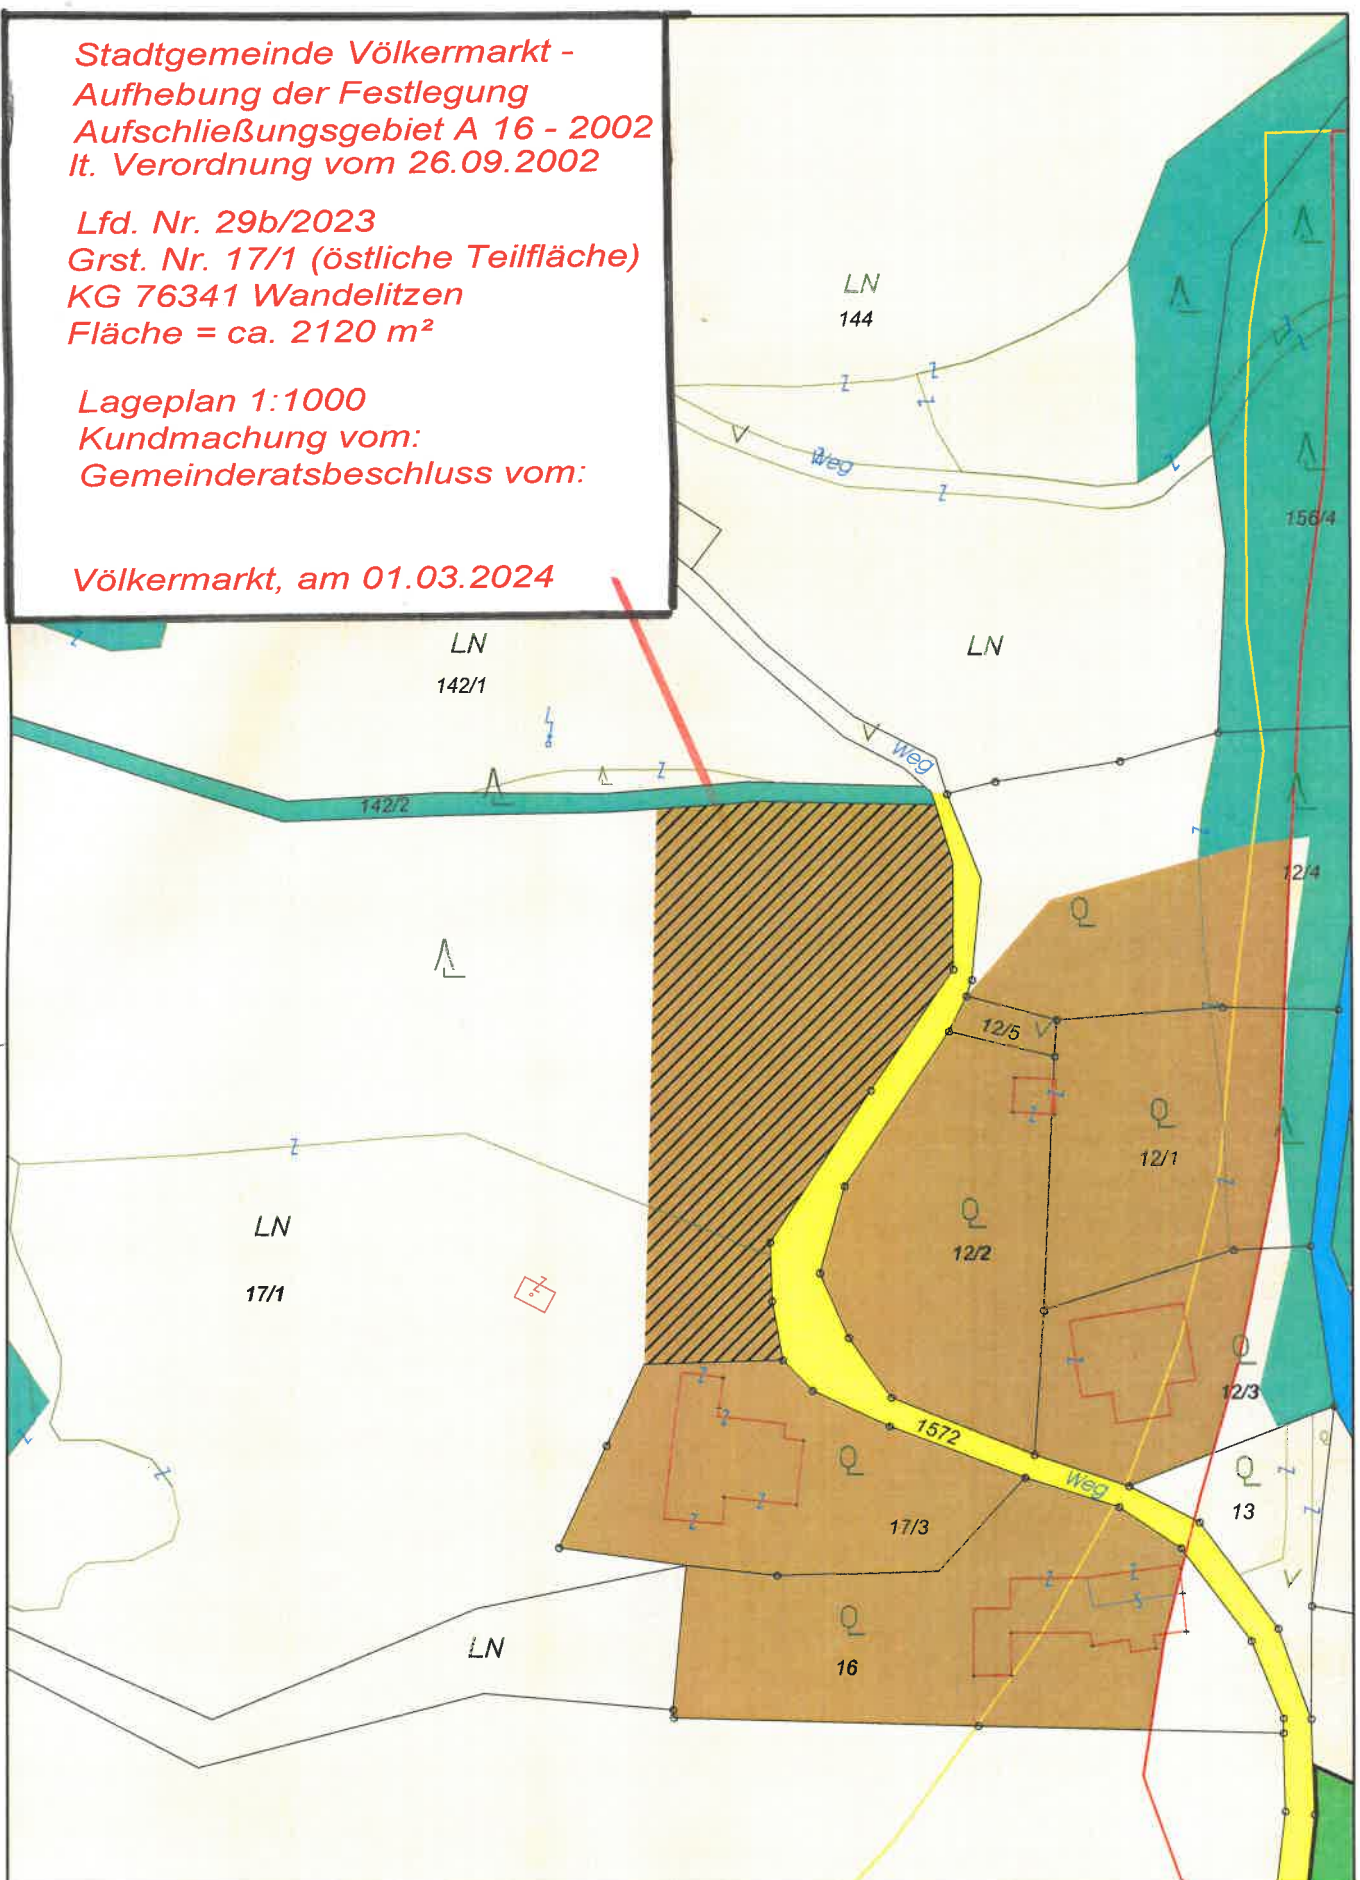 Stadtgemeinde Völkermarkt -
Aufhebung der Festlegung
Aufschließungsgebiet A 16 - 2002
lt. Verordnung vom 26.09.2002
Lfd. Nr. 29b/2023
Grst. Nr. 17/1 (östliche Teilfläche)
KG 76341 Wandelitzen
Fläche = ca. 2120 m²
Lageplan 1:1000
Kundmachung vom:
Gemeinderatsbeschluss vom:
Völkermarkt, am 01.03.2024
LN
144
Weg
156/4
LN
142/1
LN
Weg
142/2
12/4
12/5
12/1
12/2
LN
17/1
12/3
1572
Weg
13
17/3
LN
16